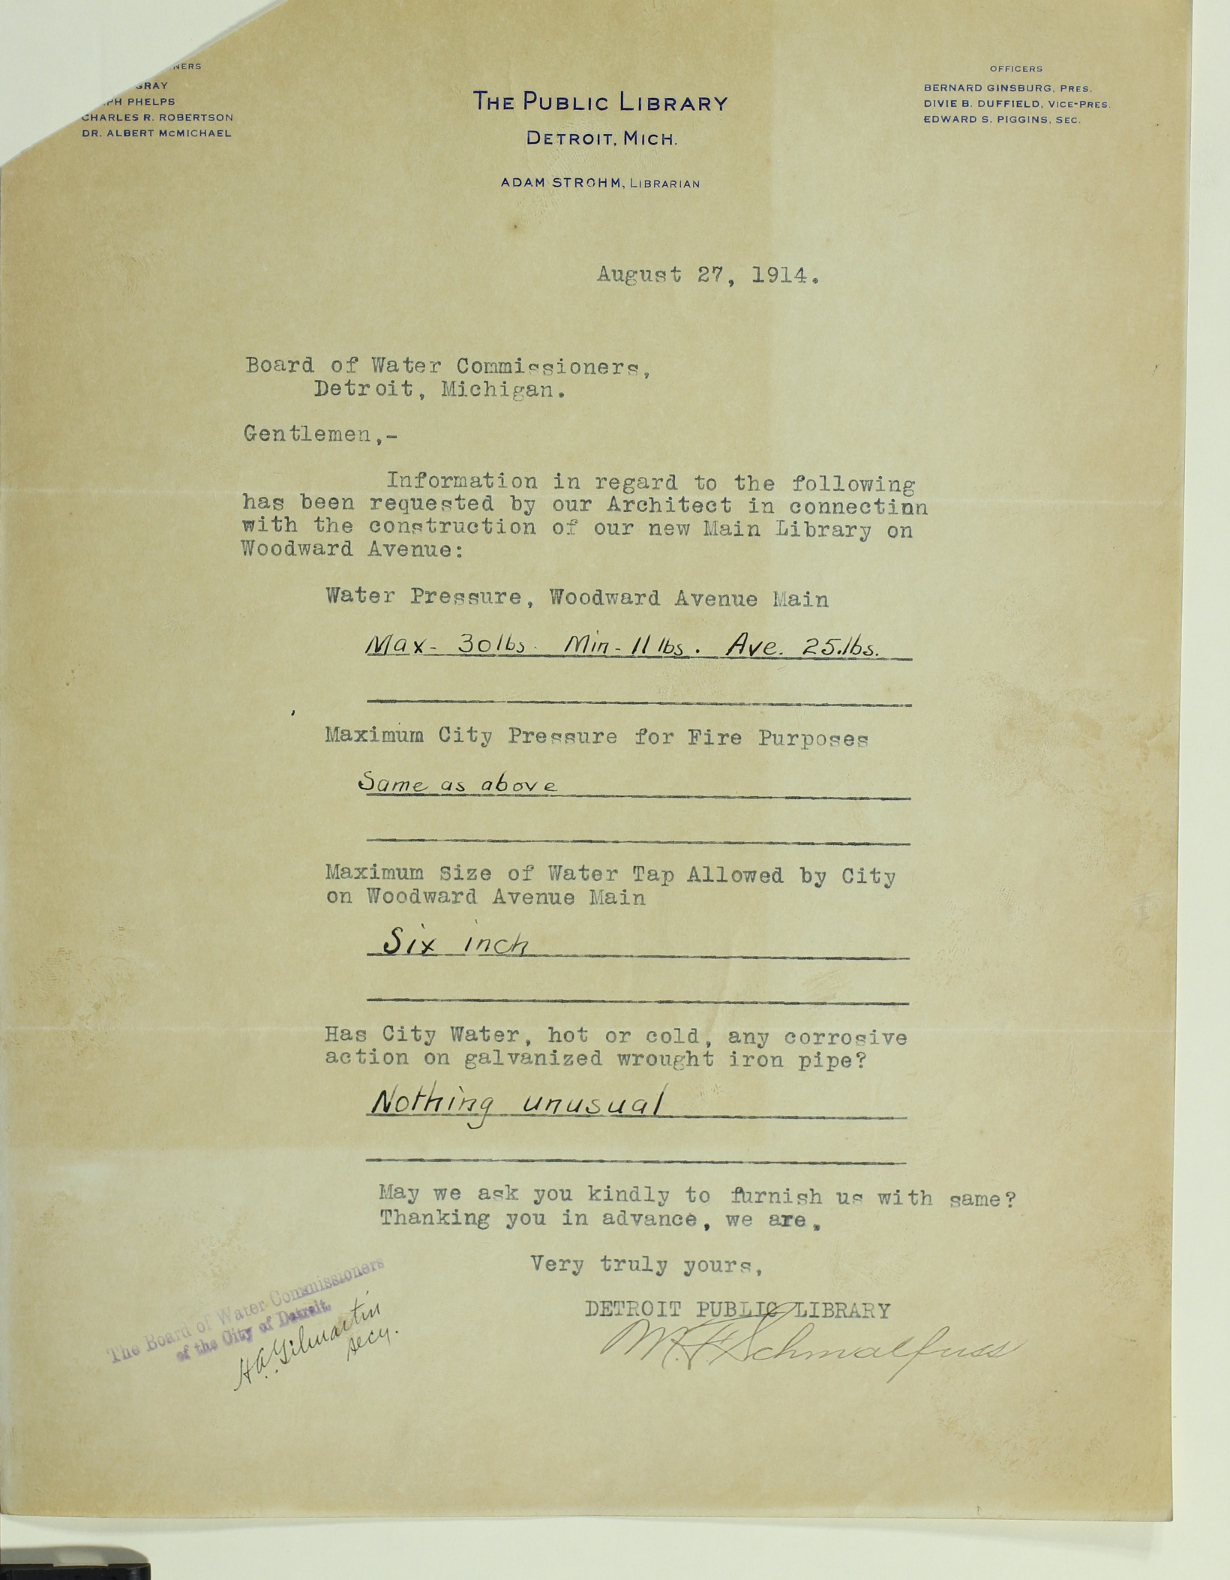 GRAY
PHELPS
CHARLES R. ROBERTSON
DR. ALBERT McMICHAEL
THE PUBLIC LIBRARY
DETROIT, MICH.
ADAM STROHM, LIBRARIAN
OFFICERS
BERNARD GINSBURG, PRES.
DIVIE B. DUFFIELD, VICE-PRES.
EDWARD S. PIGGINS, SEC.
August 27, 1914.
Board of Water Commissioners,
Detroit, Michigan.
Gentlemen,-
Information in regard to the following
has been requested by our Architect in connection
with the construction of our new Main Library on
Woodward Avenue:
Water Pressure, Woodward Avenue Main
Max- 30 lbs. Min- 11 lbs. Ave. 25.lbs.
Maximum City Pressure for Fire Purposes
Same as above
Maximum Size of Water Tap Allowed by City
on Woodward Avenue Main
Six inch
Has City Water, hot or cold, any corrosive
action on galvanized wrought iron pipe?
Nothing unusual
May we ask you kindly to furnish us with same?
Thanking you in advance, we are.
Very truly yours,
DETROIT PUBLIC LIBRARY
M.F. Schmalfuss
The Board of Water Commissioners
of the City of Detroit.
H.A. Gilmartin
secy.